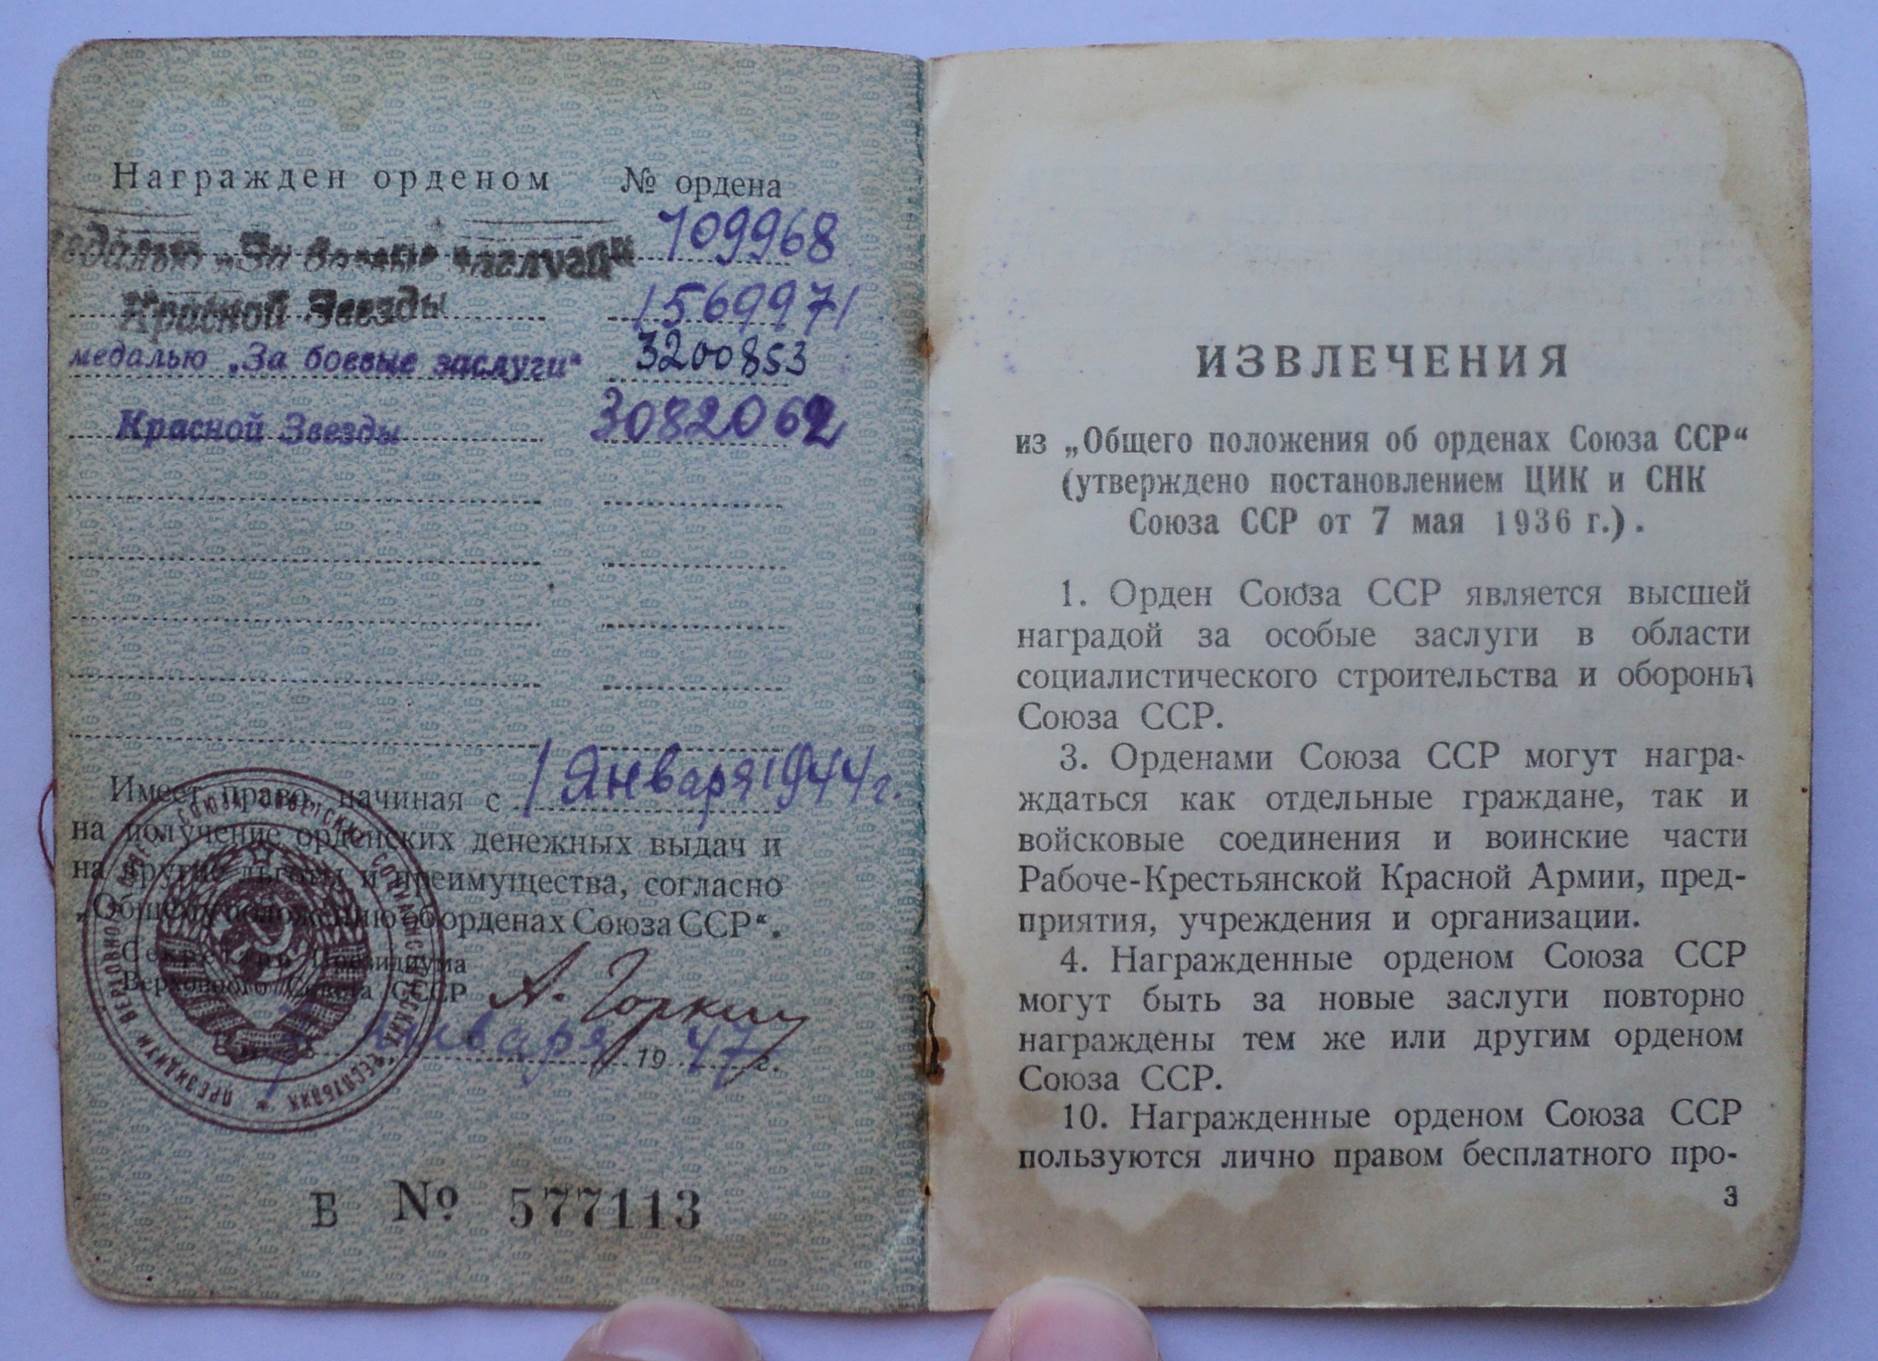 Награжден орденом № ордена
медалью „За боевые заслуги“ 709968
Красной Звезды 1569971
медалью „За боевые заслуги“ 3200853
Красной Звезды 3082062
Имеет право, начиная с 1 Января 1944 г.
на получение орденских денежных выдач и
на другие льготы и преимущества, согласно
„Общему положению об орденах Союза ССР“.
Секретарь Президиума
Верховного Совета СССР А. Горкин
января 1947 г.
Б № 577113
ИЗВЛЕЧЕНИЯ
из „Общего положения об орденах Союза ССР“
(утверждено постановлением ЦИК и СНК
Союза ССР от 7 мая 1936 г.).
1. Орден Союза ССР является высшей
наградой за особые заслуги в области
социалистического строительства и обороны
Союза ССР.
3. Орденами Союза ССР могут награ-
ждаться как отдельные граждане, так и
войсковые соединения и воинские части
Рабоче-Крестьянской Красной Армии, пред-
приятия, учреждения и организации.
4. Награжденные орденом Союза ССР
могут быть за новые заслуги повторно
награждены тем же или другим орденом
Союза ССР.
10. Награжденные орденом Союза ССР
пользуются лично правом бесплатного про-
3